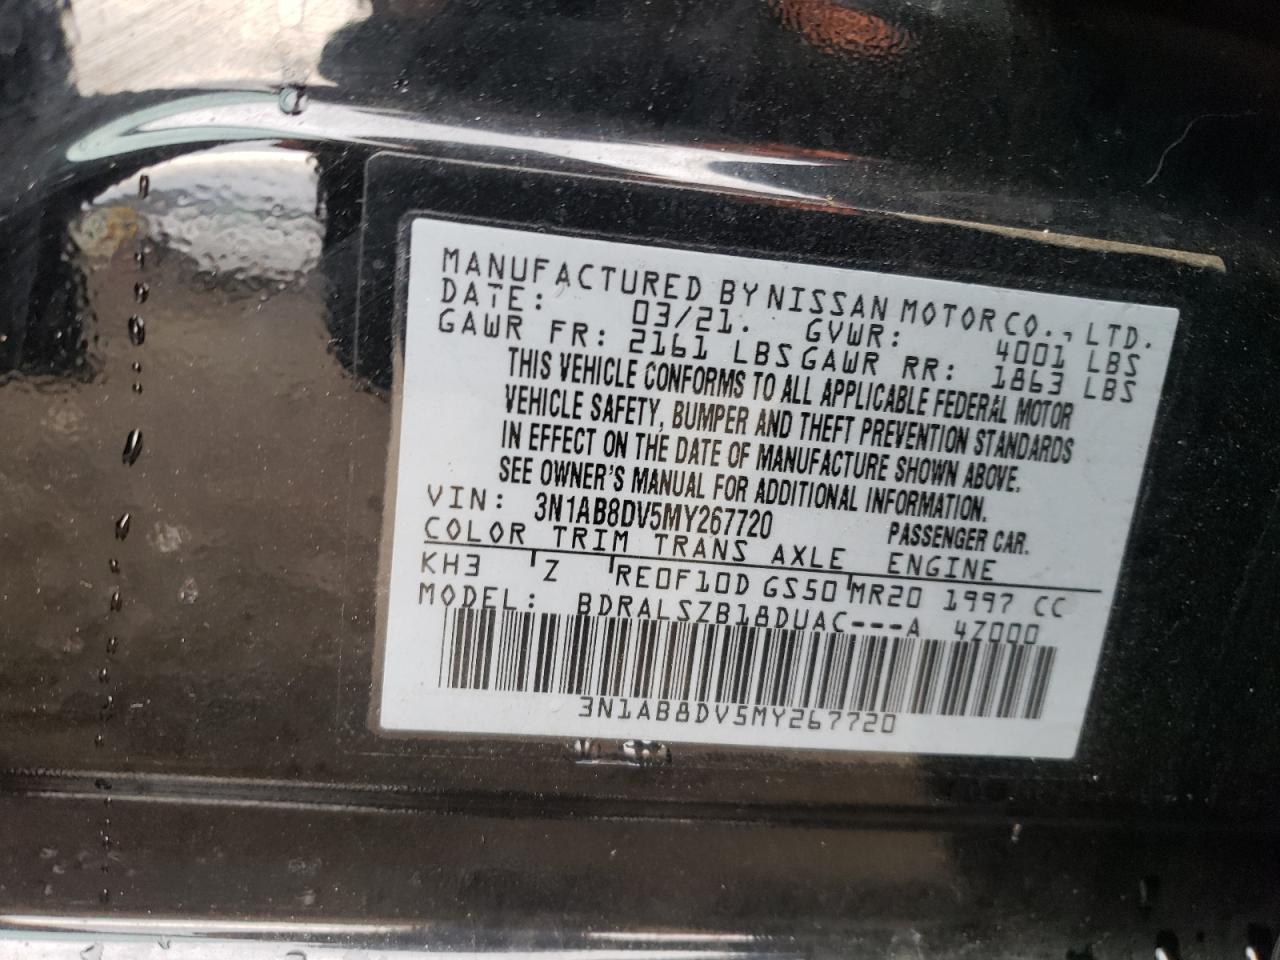 MANUFACTURED BY NISSAN MOTOR CO., LTD.
DATE: 03/21. GVWR: 4001 LBS
GAWR FR: 2161 LBS GAWR RR: 1863 LBS
THIS VEHICLE CONFORMS TO ALL APPLICABLE FEDERAL MOTOR
VEHICLE SAFETY, BUMPER AND THEFT PREVENTION STANDARDS
IN EFFECT ON THE DATE OF MANUFACTURE SHOWN ABOVE.
SEE OWNER'S MANUAL FOR ADDITIONAL INFORMATION.
VIN: 3N1AB8DV5MY267720 PASSENGER CAR.
COLOR TRIM TRANS AXLE ENGINE
KH3 Z RE0F10D GS50 MR20 1997 CC
MODEL: BDRALSZB18DUAC---A 4Z000
3N1AB8DV5MY267720